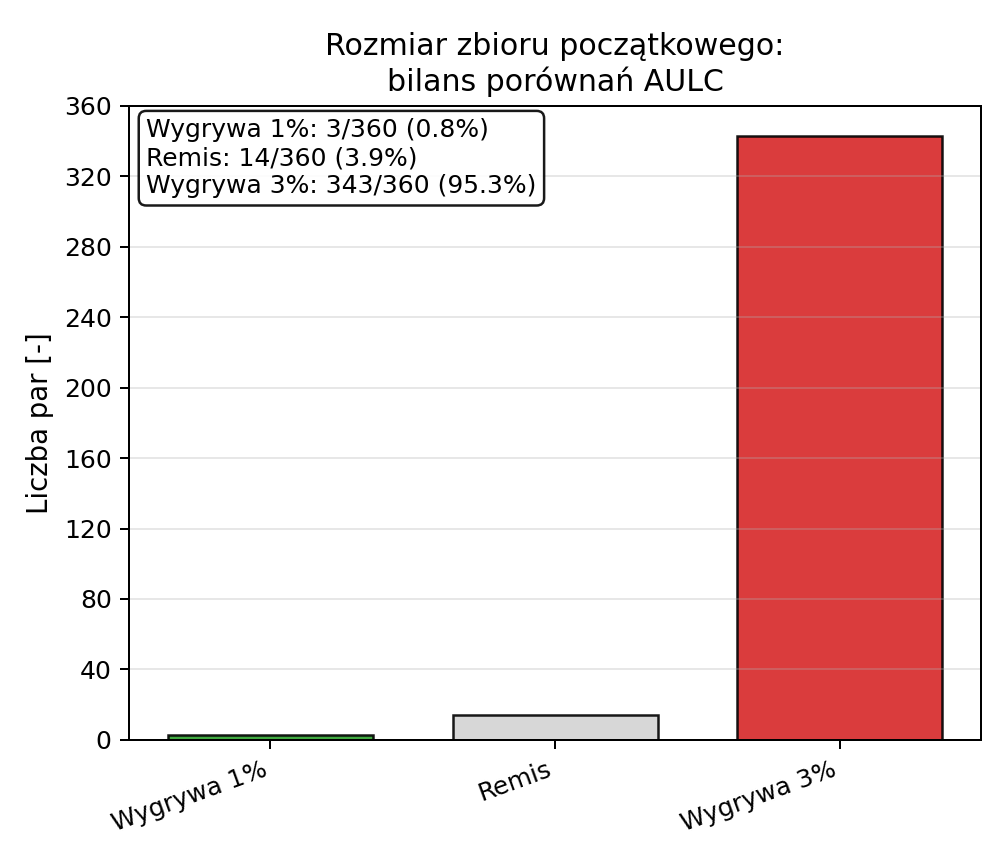 Rozmiar zbioru początkowego:
bilans porównań AULC
Wygrywa 1%: 3/360 (0.8%)
Remis: 14/360 (3.9%)
Wygrywa 3%: 343/360 (95.3%)
Liczba par [-]
360
320
280
240
200
160
120
80
40
0
Wygrywa 1%
Remis
Wygrywa 3%